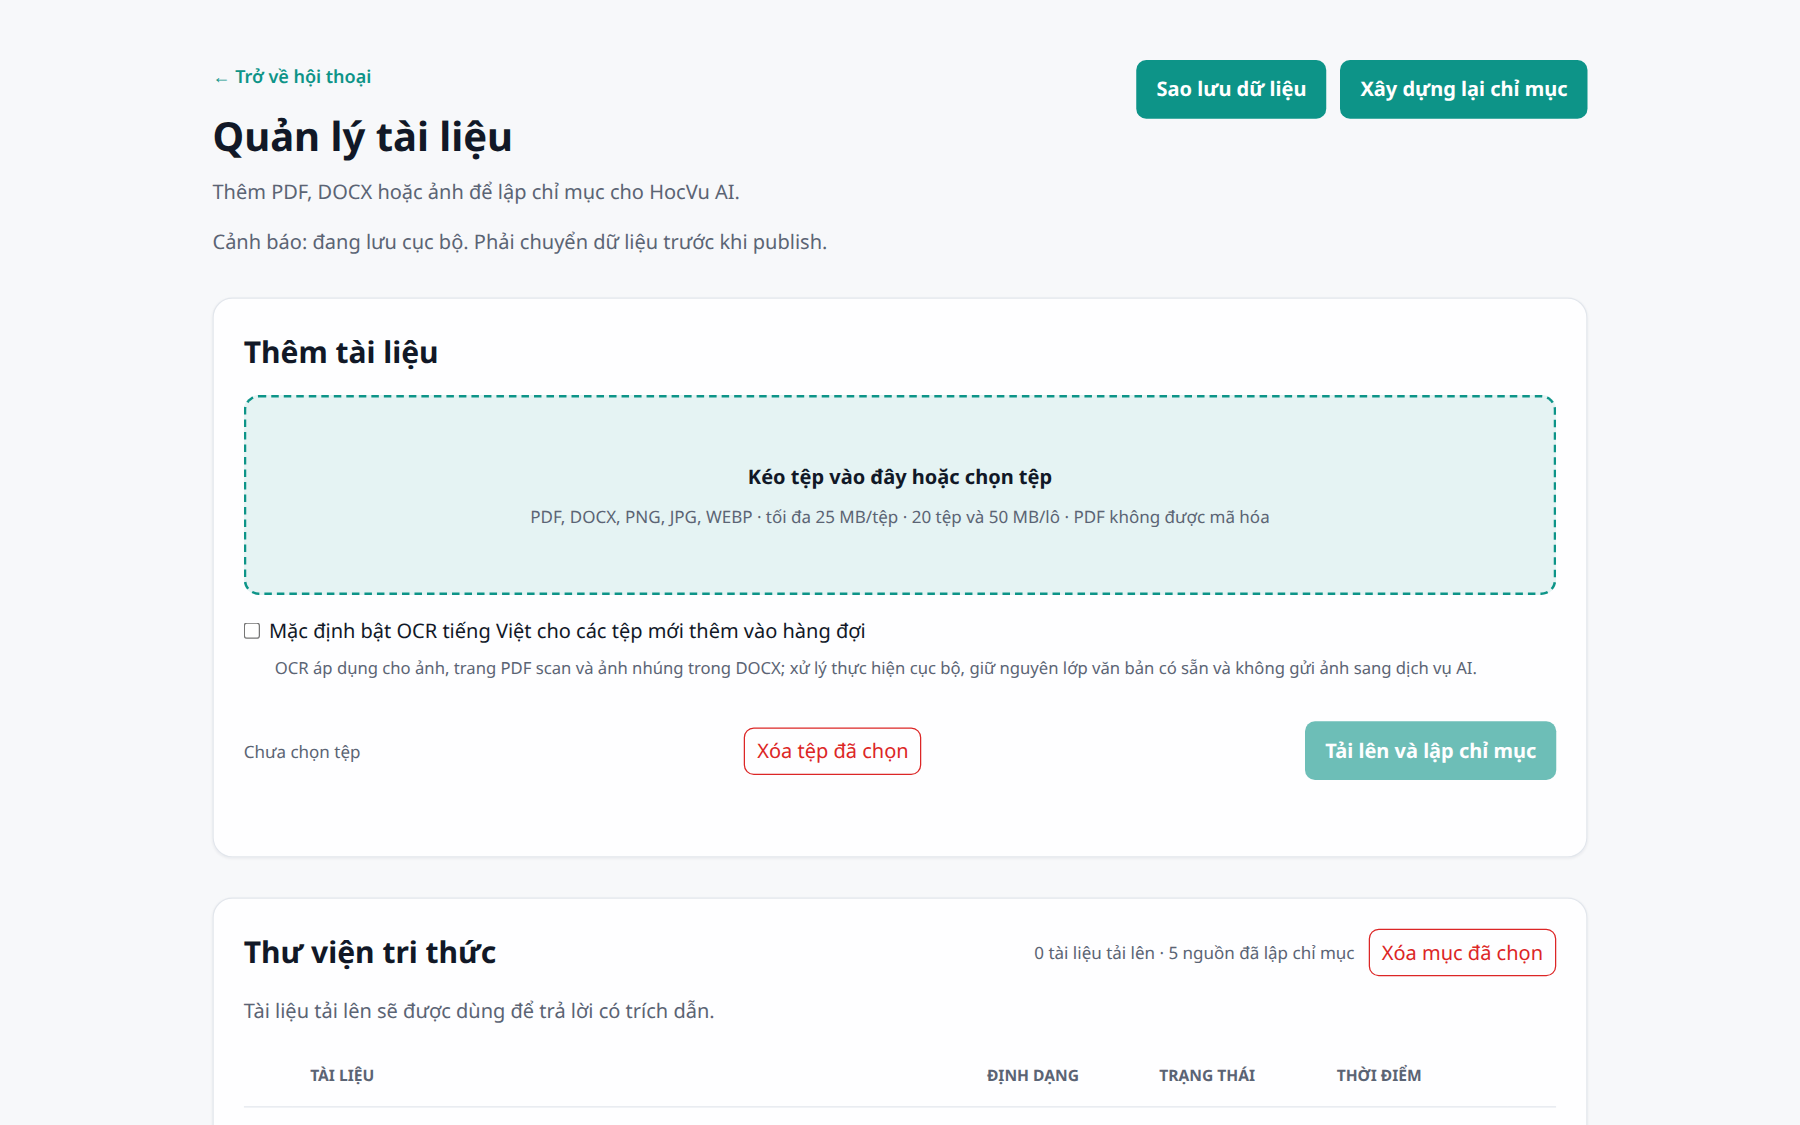 ← Trở về hội thoại
Sao lưu dữ liệu
Xây dựng lại chỉ mục
Quản lý tài liệu
Thêm PDF, DOCX hoặc ảnh để lập chỉ mục cho HocVu AI.
Cảnh báo: đang lưu cục bộ. Phải chuyển dữ liệu trước khi publish.
Thêm tài liệu
Kéo tệp vào đây hoặc chọn tệp
PDF, DOCX, PNG, JPG, WEBP · tối đa 25 MB/tệp · 20 tệp và 50 MB/lô · PDF không được mã hóa
Mặc định bật OCR tiếng Việt cho các tệp mới thêm vào hàng đợi
OCR áp dụng cho ảnh, trang PDF scan và ảnh nhúng trong DOCX; xử lý thực hiện cục bộ, giữ nguyên lớp văn bản có sẵn và không gửi ảnh sang dịch vụ AI.
Chưa chọn tệp
Xóa tệp đã chọn
Tải lên và lập chỉ mục
Thư viện tri thức
0 tài liệu tải lên · 5 nguồn đã lập chỉ mục
Xóa mục đã chọn
Tài liệu tải lên sẽ được dùng để trả lời có trích dẫn.
TÀI LIỆU ĐỊNH DẠNG TRẠNG THÁI THỜI ĐIỂM